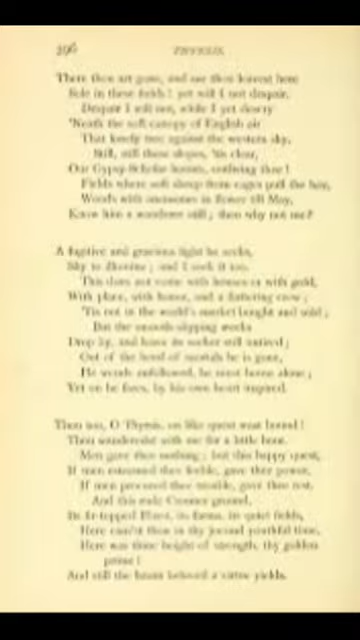 296 THYRSIS.
There thou art gone, and me thou leavest here
Sole in these fields! yet will I not despair.
Despair I will not, while I yet descry
'Neath the soft canopy of English air
That lonely tree against the western sky.
Still, still these slopes, 'tis clear,
Our Gypsy-Scholar haunts, outliving thee!
Fields where soft sheep from cages pull the hay,
Woods with anemones in flower till May,
Know him a wanderer still; then why not me?
A fugitive and gracious light he seeks,
Shy to illumine; and I seek it too.
This does not come with houses or with gold,
With place, with honor, and a flattering crew;
'Tis not in the world's market bought and sold;
But the smooth-slipping weeks
Drop by, and leave its seeker still untired;
Out of the heed of mortals he is gone,
He wends unfollowed, he must house alone;
Yet on he fares, by his own heart inspired.
Thou too, O Thyrsis, on like quest wast bound!
Thou wanderedst with me for a little hour.
Men gave thee nothing; but this happy quest,
If men esteemed thee feeble, gave thee power,
If men procured thee trouble, gave thee rest.
And this rude Cumner ground,
Its fir-topped Hurst, its farms, its quiet fields,
Here cam'st thou in thy jocund youthful time,
Here was thine height of strength, thy golden
prime!
And still the haunt beloved a virtue yields.